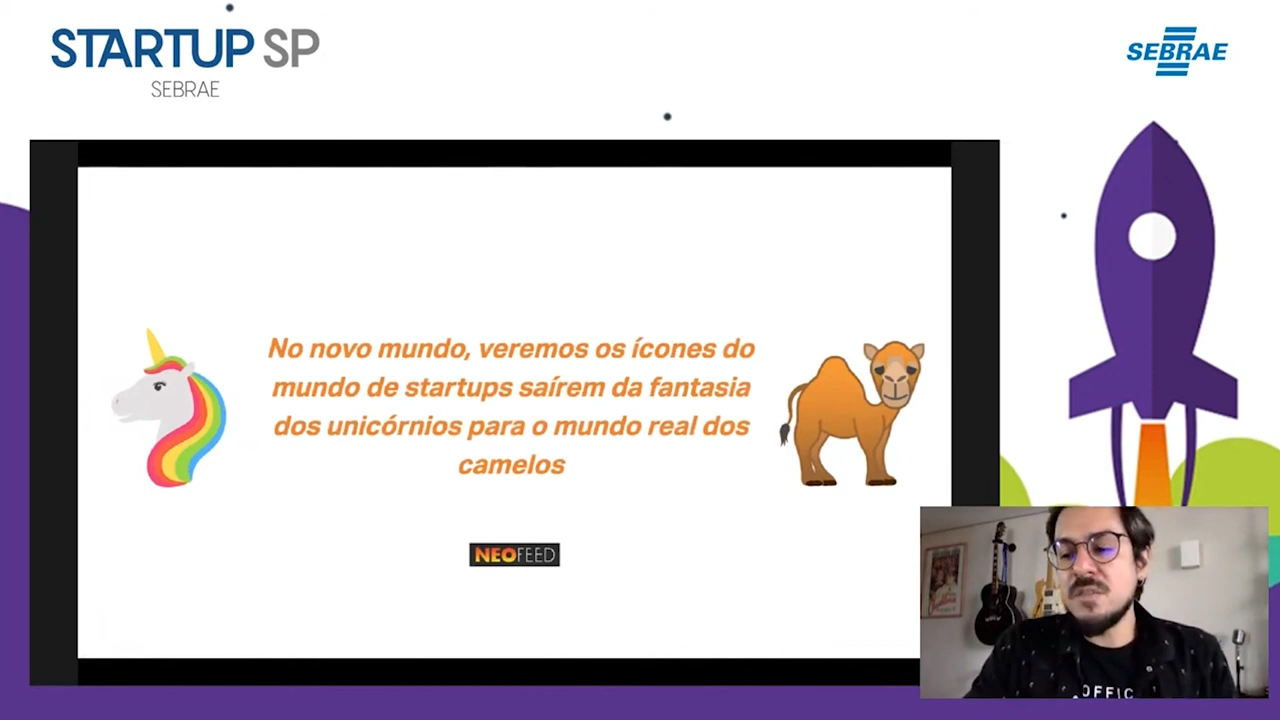 STARTUP SP
SEBRAE
SEBRAE
No novo mundo, veremos os ícones do
mundo de startups saírem da fantasia
dos unicórnios para o mundo real dos
camelos
NEOFEED
OFFIC